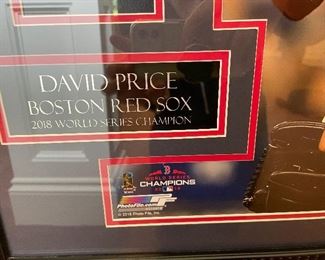 DAVID PRICE
BOSTON RED SOX
2018 WORLD SERIES CHAMPION
WORLD SERIES
CHAMPIONS
PhotoFile.com
© 2018 Photo File, Inc.